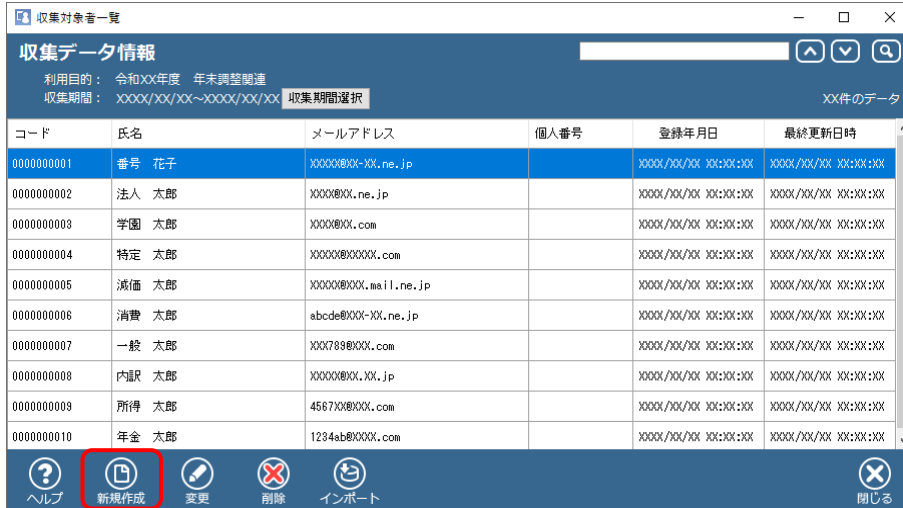 収集対象者一覧
収集データ情報
利用目的： 令和XX年度 年末調整関連
収集期間： XXXX/XX/XX～XXXX/XX/XX 収集期間選択 XX件のデータ
コード 氏名 メールアドレス 個人番号 登録年月日 最終更新日時
0000000001 番号 花子 XXXXX@XX-XX.ne.jp XXXX/XX/XX XX:XX:XX XXXX/XX/XX XX:XX:XX
0000000002 法人 太郎 XXXX@XX.ne.jp XXXX/XX/XX XX:XX:XX XXXX/XX/XX XX:XX:XX
0000000003 学園 太郎 XXXX@XX.com XXXX/XX/XX XX:XX:XX XXXX/XX/XX XX:XX:XX
0000000004 特定 太郎 XXXXX@XXXXX.com XXXX/XX/XX XX:XX:XX XXXX/XX/XX XX:XX:XX
0000000005 減価 太郎 XXXXX@XXX.mail.ne.jp XXXX/XX/XX XX:XX:XX XXXX/XX/XX XX:XX:XX
0000000006 消費 太郎 abcde@XXX-XX.ne.jp XXXX/XX/XX XX:XX:XX XXXX/XX/XX XX:XX:XX
0000000007 一般 太郎 XXX789@XXX.com XXXX/XX/XX XX:XX:XX XXXX/XX/XX XX:XX:XX
0000000008 内訳 太郎 XXXXX@XX.XX.jp XXXX/XX/XX XX:XX:XX XXXX/XX/XX XX:XX:XX
0000000009 所得 太郎 4567XX@XXX.com XXXX/XX/XX XX:XX:XX XXXX/XX/XX XX:XX:XX
0000000010 年金 太郎 1234ab@XXXX.com XXXX/XX/XX XX:XX:XX XXXX/XX/XX XX:XX:XX
ヘルプ 新規作成 変更 削除 インポート 閉じる